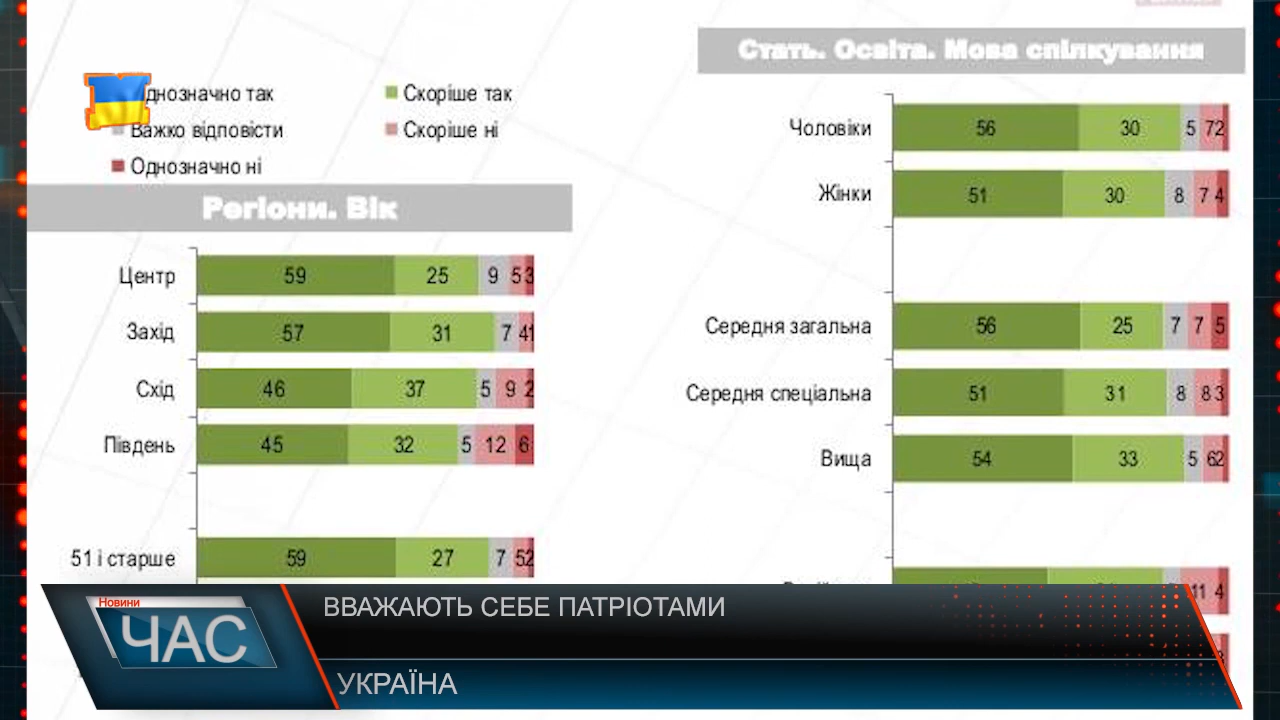 Стать. Освіта. Мова спілкування
днозначно так
Скоріше так
Важко відповісти
Скоріше ні
Однозначно ні
Регіони. Вік
Центр 59 25 9 5 3
Захід 57 31 7 4 1
Схід 46 37 5 9 2
Південь 45 32 5 12 6
51 і старше 59 27 7 5 2
Чоловіки 56 30 5 7 2
Жінки 51 30 8 7 4
Середня загальна 56 25 7 7 5
Середня спеціальна 51 31 8 8 3
Вища 54 33 5 6 2
11 4
Новини
ЧАС
ВВАЖАЮТЬ СЕБЕ ПАТРІОТАМИ
УКРАЇНА